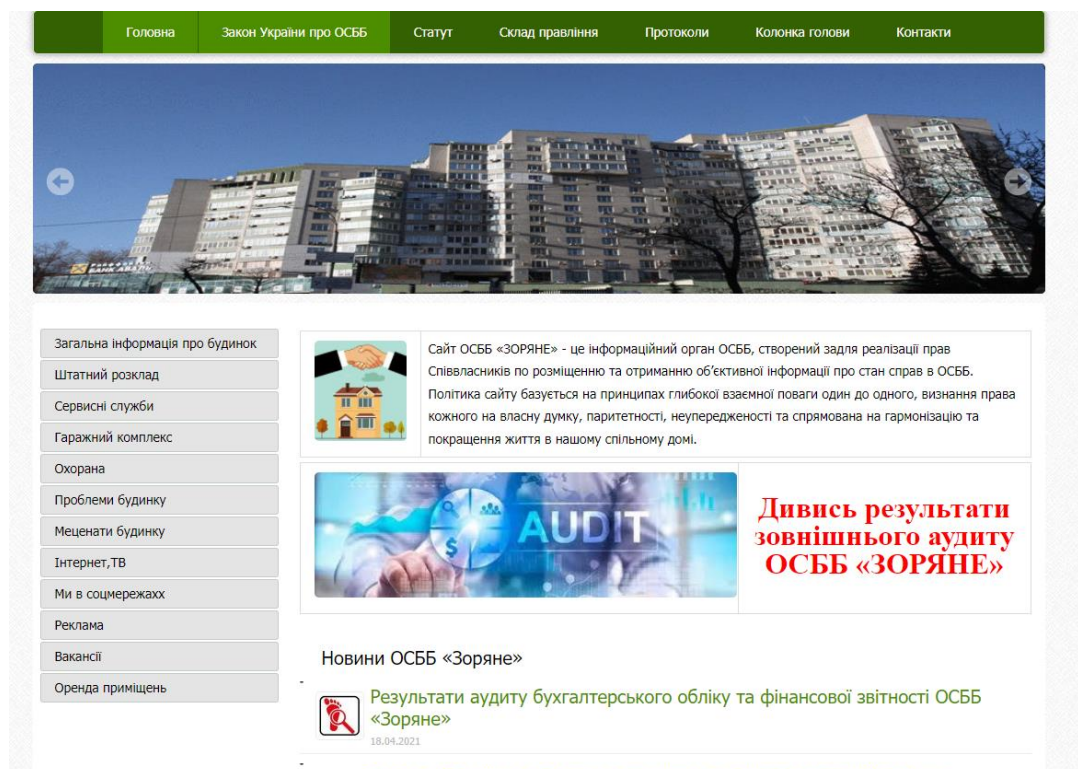 Головна
Закон України про ОСББ
Статут
Склад правління
Протоколи
Колонка голови
Контакти
BANK
Загальна інформація про будинок
Штатний розклад
Сервисні служби
Гаражний комплекс
Охорана
Проблеми будинку
Меценати будинку
Інтернет,ТВ
Ми в соцмережахх
Реклама
Вакансії
Оренда приміщень
Сайт ОСББ «ЗОРЯНЕ» - це інформаційний орган ОСББ, створений задля реалізації прав
Співвласників по розміщенню та отриманню об’єктивної інформації про стан справ в ОСББ.
Політика сайту базується на принципах глибокої взаємної поваги один до одного, визнання права
кожного на власну думку, паритетності, неупередженості та спрямована на гармонізацію та
покращення життя в нашому спільному домі.
AUDIT
Дивись результати
зовнішнього аудиту
ОСББ «ЗОРЯНЕ»
Новини ОСББ «Зоряне»
Результати аудиту бухгалтерського обліку та фінансової звітності ОСББ
«Зоряне»
18.04.2021